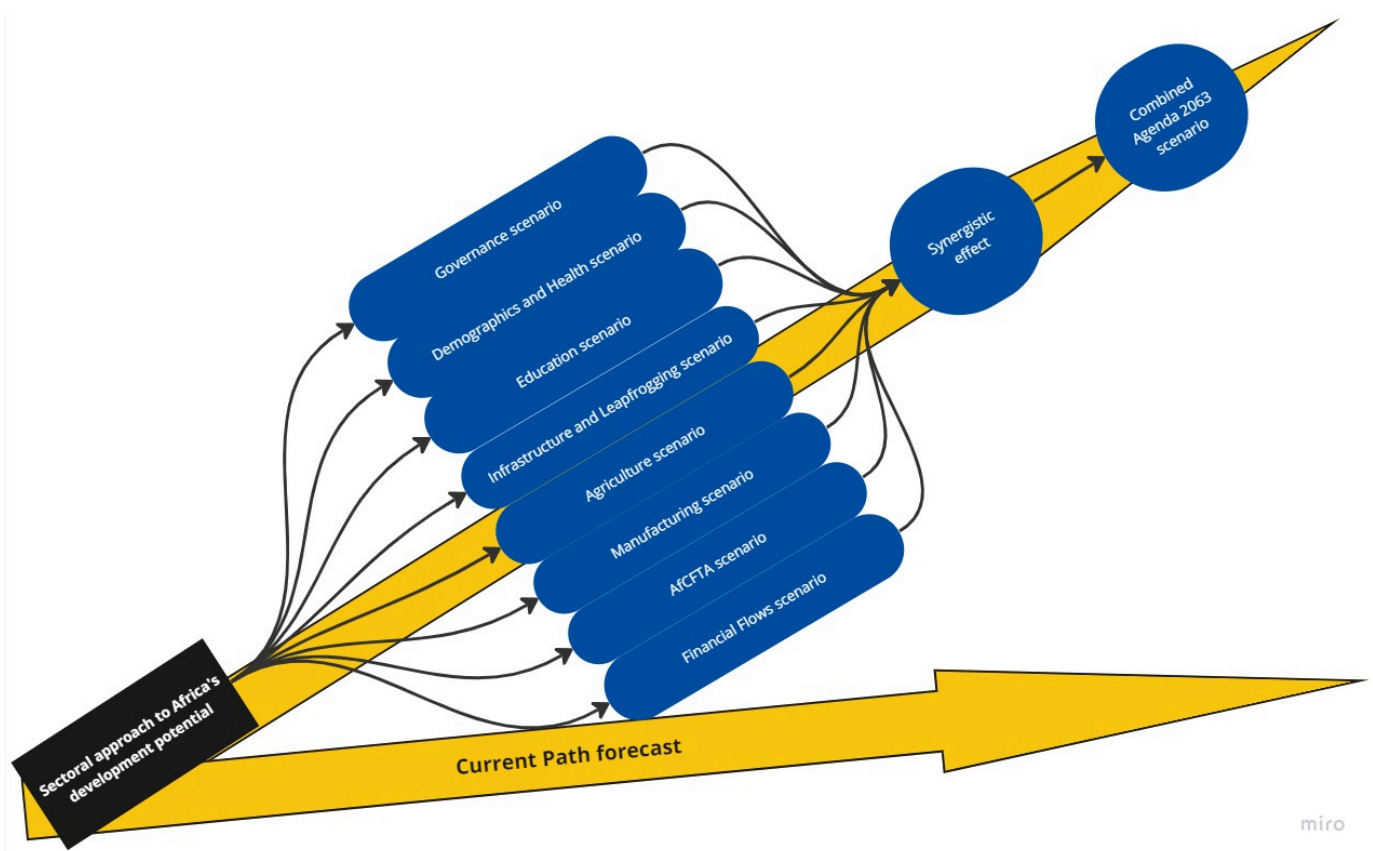 Combined
Agenda 2063
scenario
Synergistic
effect
Governance scenario
Demographics and Health scenario
Education scenario
Infrastructure and Leapfrogging scenario
Agriculture scenario
Manufacturing scenario
AfCFTA scenario
Financial Flows scenario
Sectoral approach to Africa's
development potential
Current Path forecast
miro